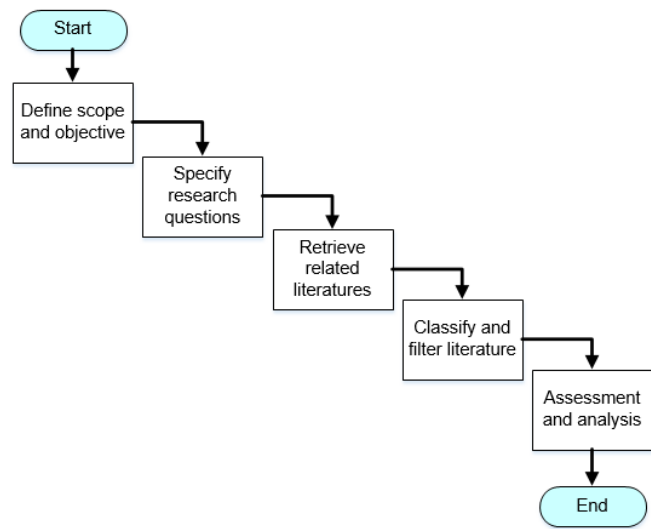 Start
Define scope
and objective
Specify
research
questions
Retrieve
related
literatures
Classify and
filter literature
Assessment
and analysis
End